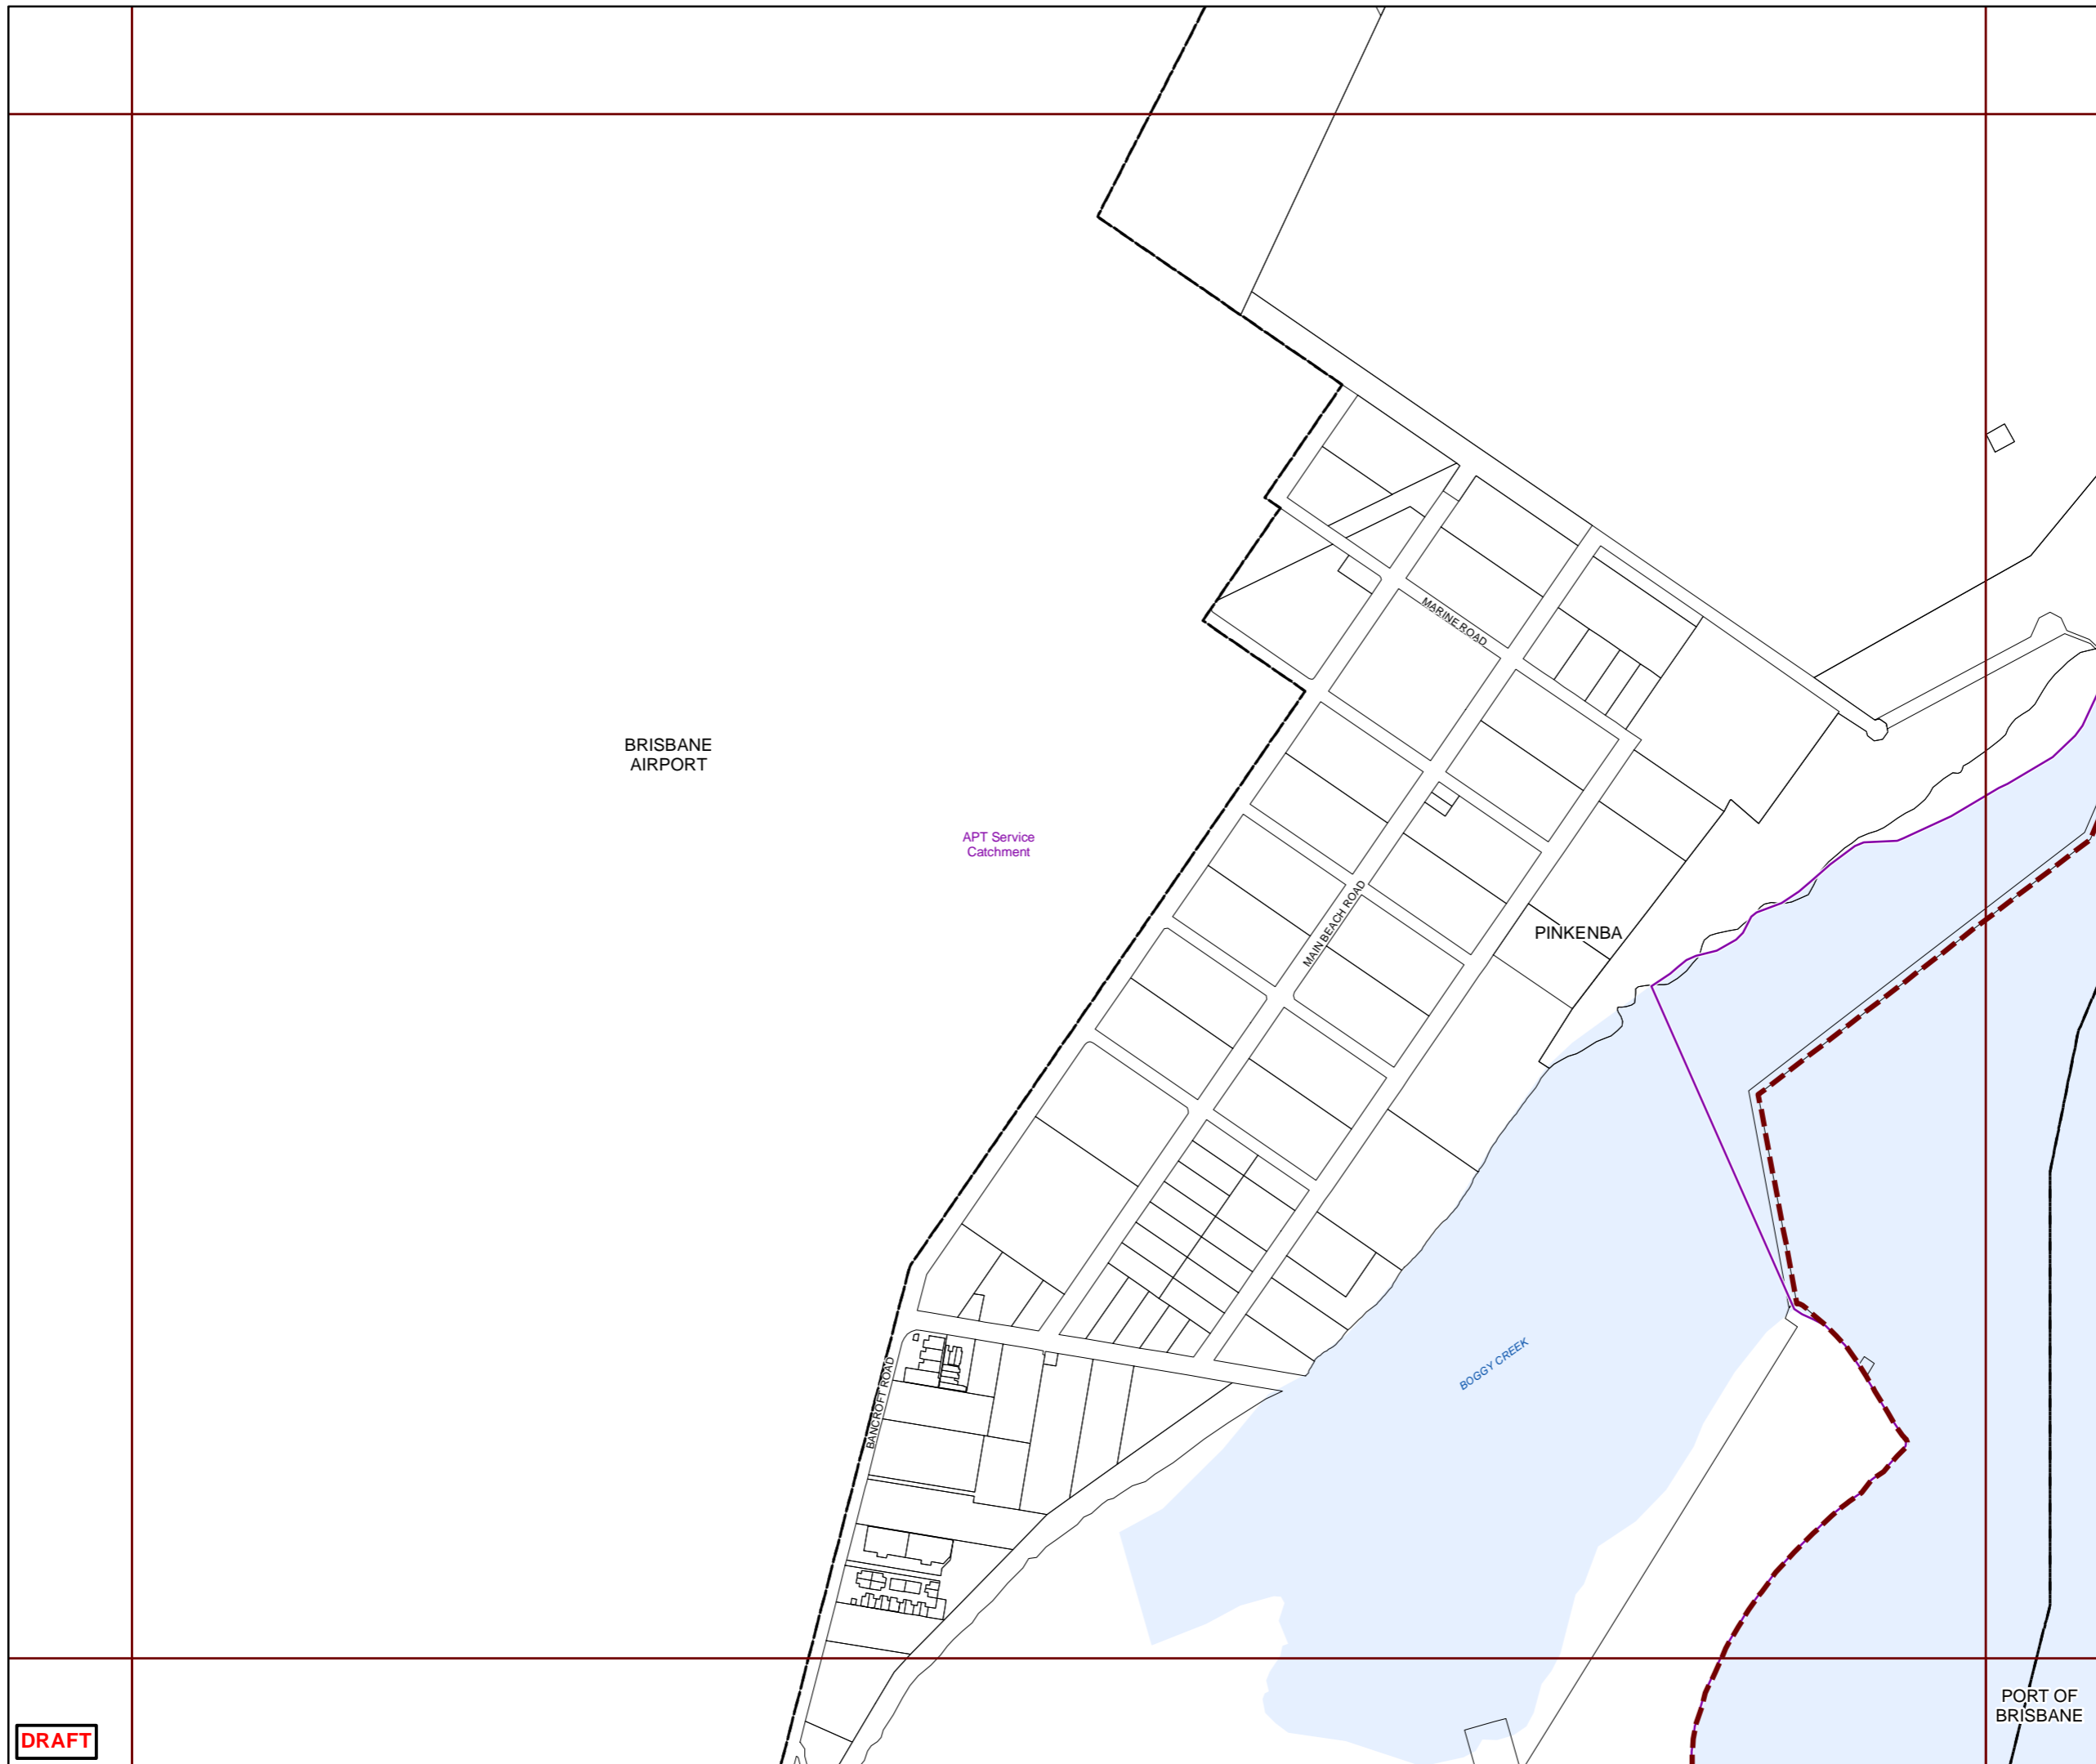 MARINE ROAD
BRISBANE
AIRPORT
APT Service
Catchment
MAIN BEACH ROAD
PINKENBA
BOGGY CREEK
BANCROFT ROAD
PORT OF
BRISBANE
DRAFT